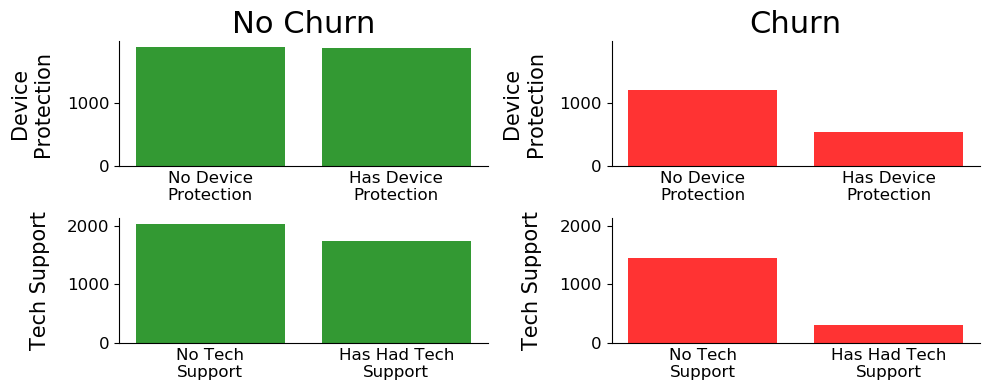 No Churn
Device
Protection
1000
0
No Device
Protection
Has Device
Protection
Churn
Device
Protection
1000
0
No Device
Protection
Has Device
Protection
Tech Support
2000
1000
0
No Tech
Support
Has Had Tech
Support
Tech Support
2000
1000
0
No Tech
Support
Has Had Tech
Support